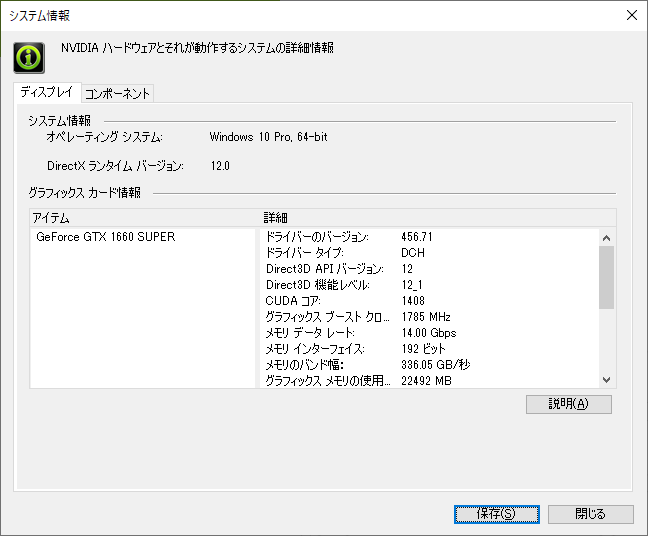 システム情報
NVIDIA ハードウェアとそれが動作するシステムの詳細情報
ディスプレイ コンポーネント
システム情報
オペレーティング システム: Windows 10 Pro, 64-bit
DirectX ランタイム バージョン: 12.0
グラフィックス カード情報
アイテム 詳細
GeForce GTX 1660 SUPER ドライバーのバージョン: 456.71
ドライバー タイプ: DCH
Direct3D API バージョン: 12
Direct3D 機能レベル: 12_1
CUDA コア: 1408
グラフィックス ブースト クロ... 1785 MHz
メモリ データ レート: 14.00 Gbps
メモリ インターフェイス: 192 ビット
メモリのバンド幅: 336.05 GB/秒
グラフィックス メモリの使用... 22492 MB
説明(A)
保存(S) 閉じる